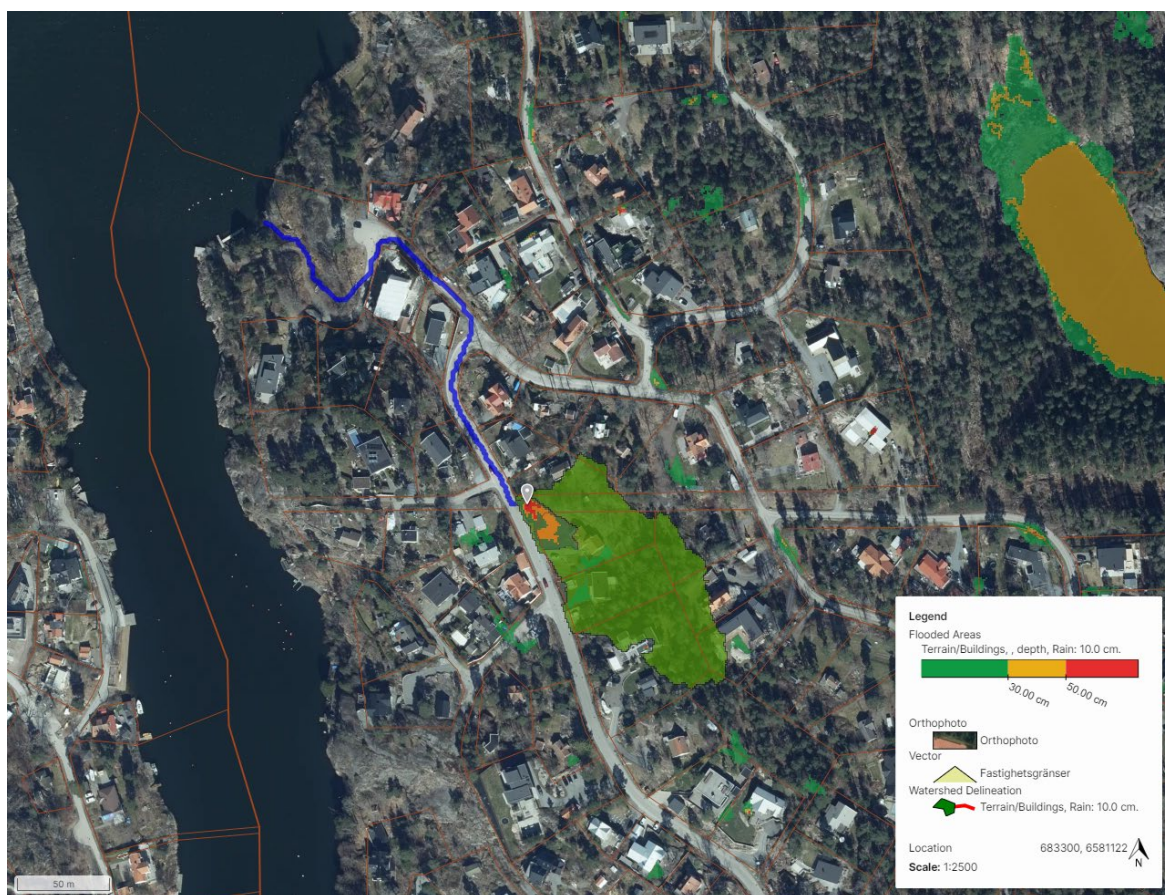 Legend
Flooded Areas
Terrain/Buildings, , depth, Rain: 10.0 cm.
30.00 cm
50.00 cm
Orthophoto
Orthophoto
Vector
Fastighetsgränser
Watershed Delineation
Terrain/Buildings, Rain: 10.0 cm.
Location 683300, 6581122
Scale: 1:2500
N
50 m